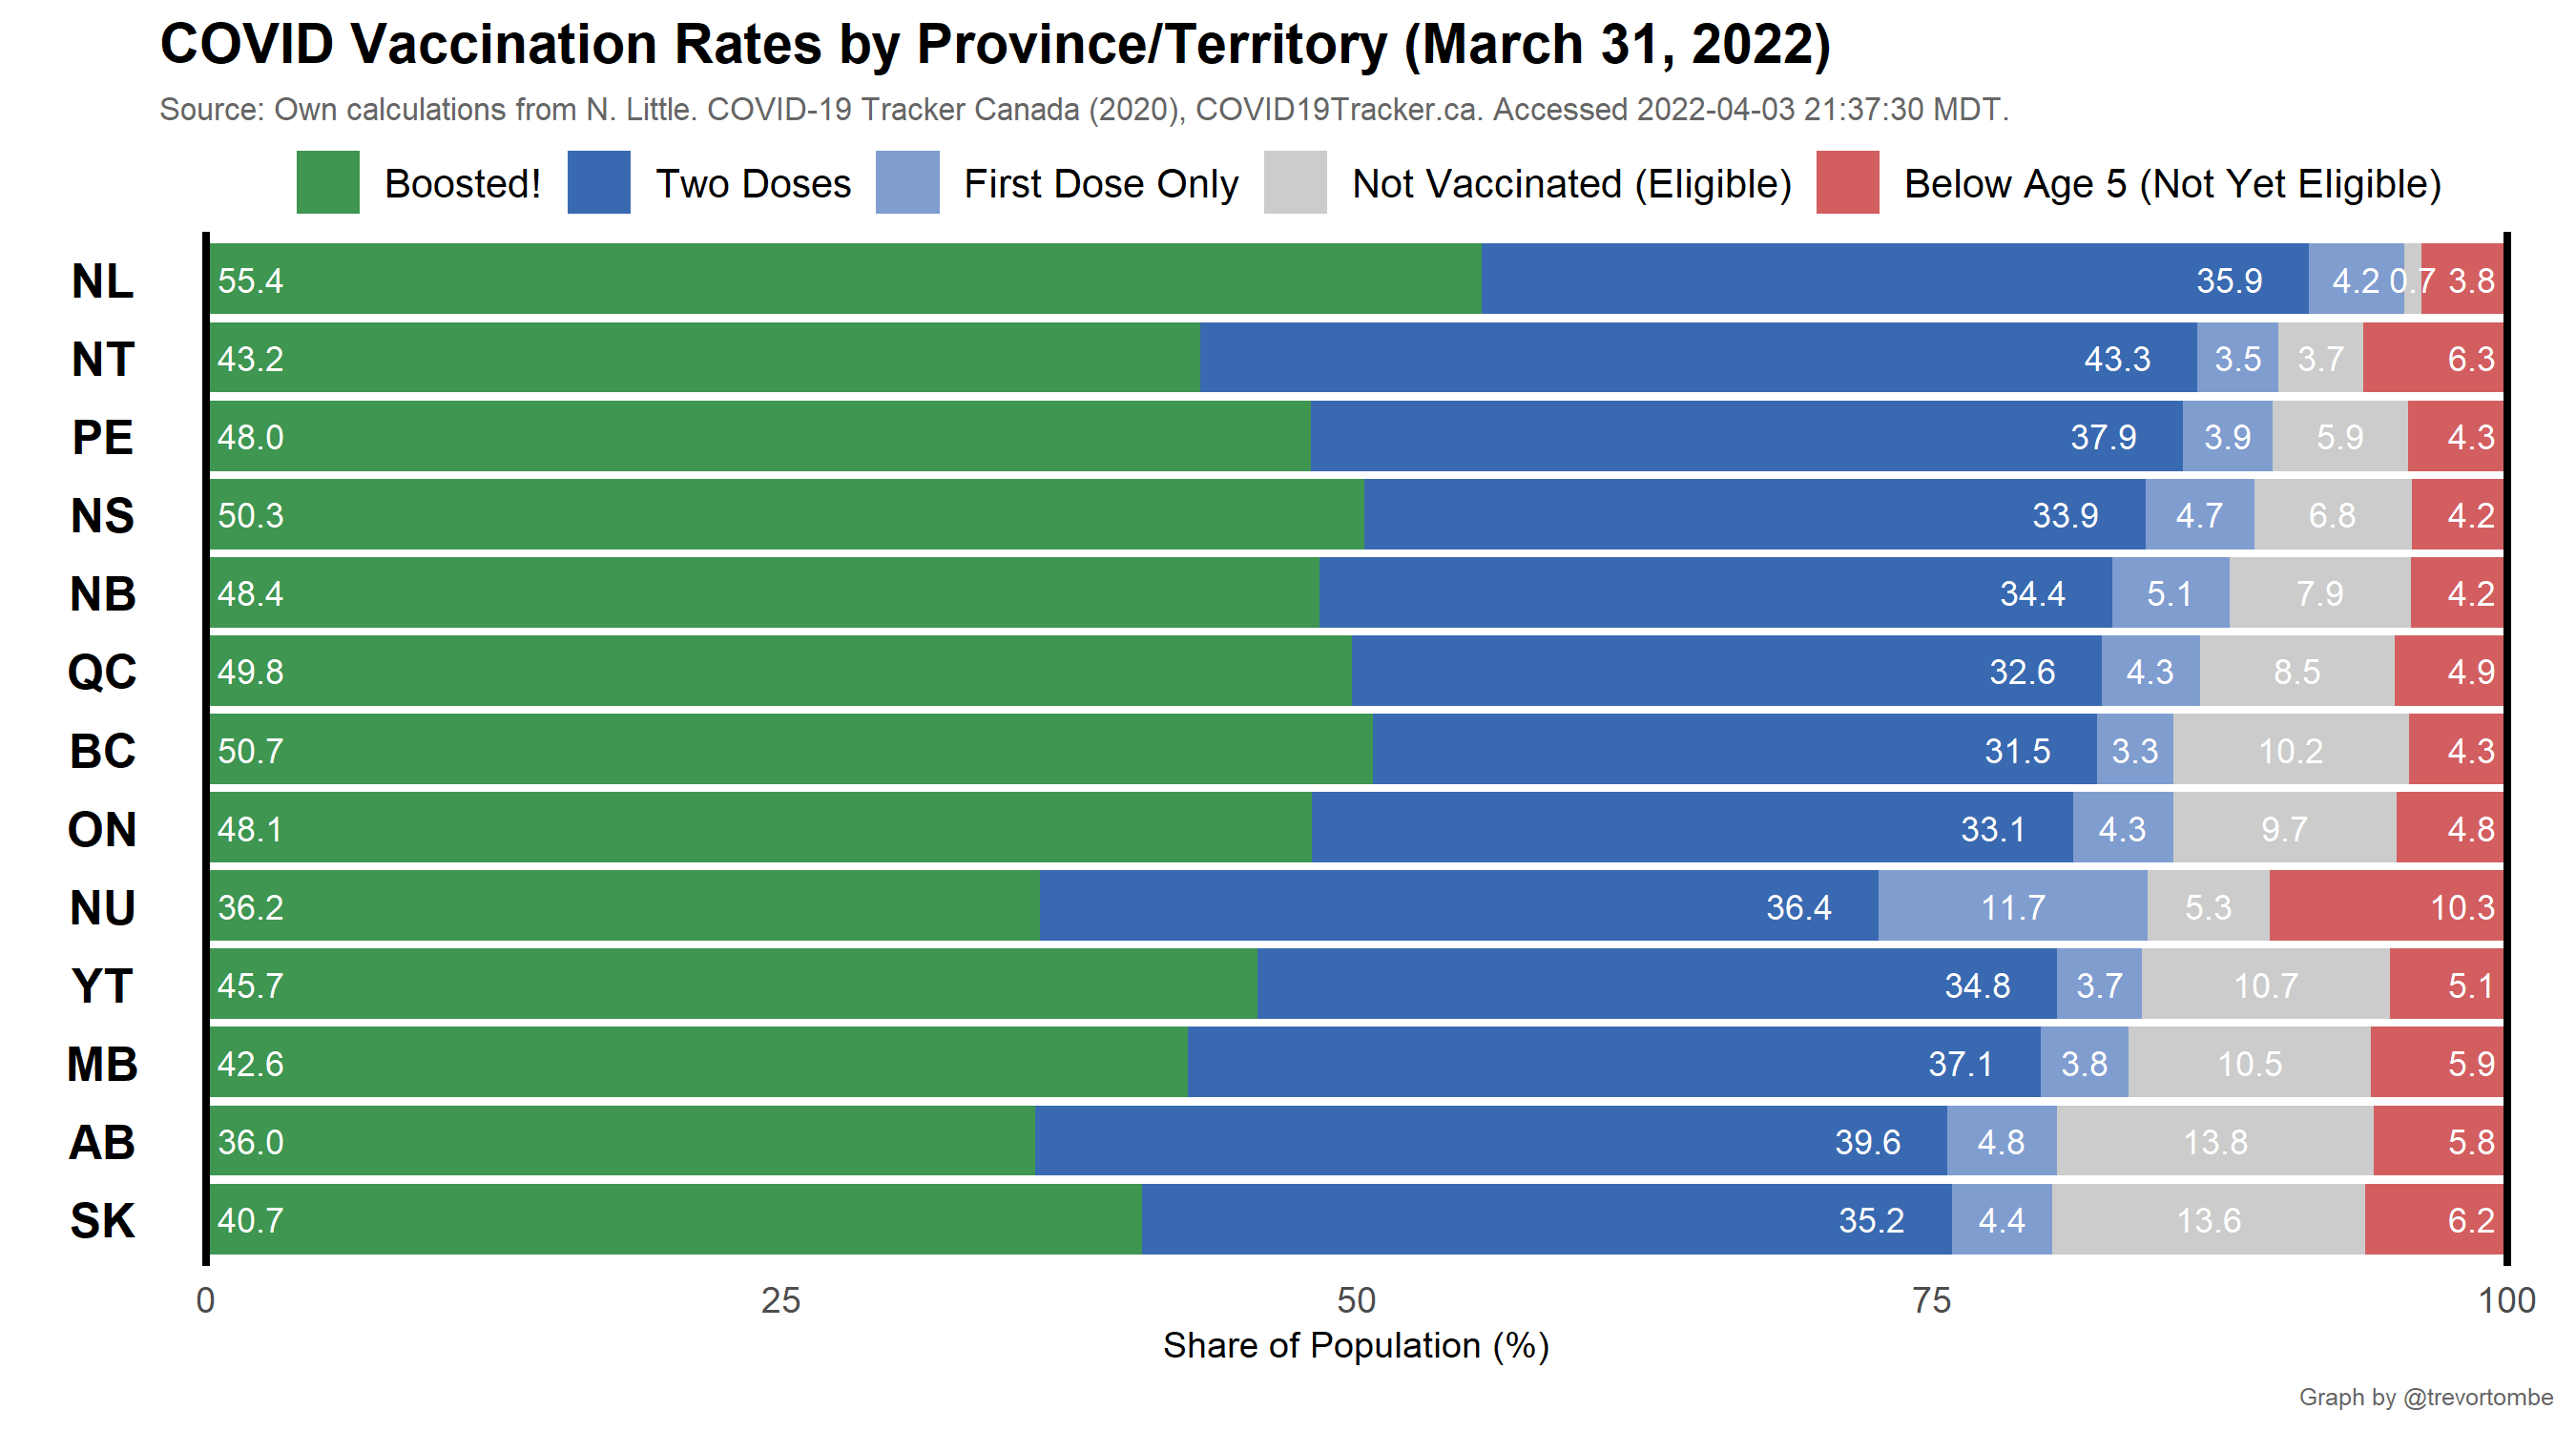 COVID Vaccination Rates by Province/Territory (March 31, 2022)
Source: Own calculations from N. Little. COVID-19 Tracker Canada (2020), COVID19Tracker.ca. Accessed 2022-04-03 21:37:30 MDT.
Boosted! Two Doses First Dose Only Not Vaccinated (Eligible) Below Age 5 (Not Yet Eligible)
NL 55.4 35.9 4.2 0.7 3.8
NT 43.2 43.3 3.5 3.7 6.3
PE 48.0 37.9 3.9 5.9 4.3
NS 50.3 33.9 4.7 6.8 4.2
NB 48.4 34.4 5.1 7.9 4.2
QC 49.8 32.6 4.3 8.5 4.9
BC 50.7 31.5 3.3 10.2 4.3
ON 48.1 33.1 4.3 9.7 4.8
NU 36.2 36.4 11.7 5.3 10.3
YT 45.7 34.8 3.7 10.7 5.1
MB 42.6 37.1 3.8 10.5 5.9
AB 36.0 39.6 4.8 13.8 5.8
SK 40.7 35.2 4.4 13.6 6.2
0 25 50 75 100
Share of Population (%)
Graph by @trevortombe